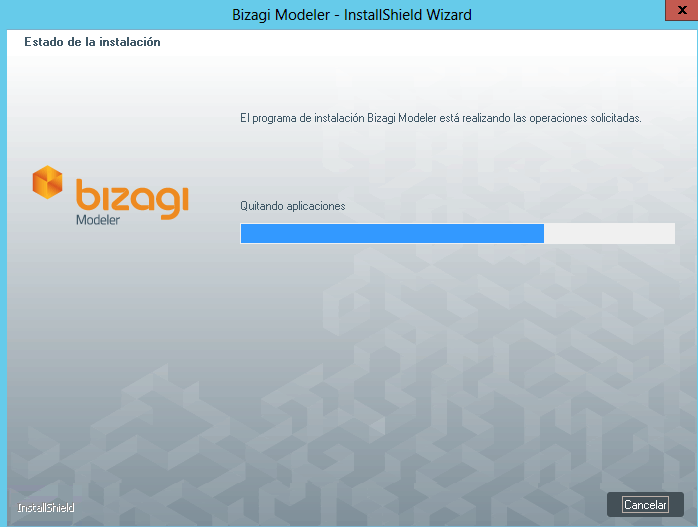 Bizagi Modeler - InstallShield Wizard
x
Estado de la instalación
El programa de instalación Bizagi Modeler está realizando las operaciones solicitadas.
bizagi
Modeler
Quitando aplicaciones
InstallShield
Cancelar